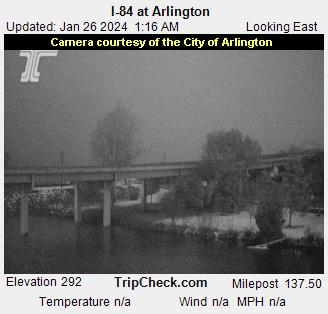 I-84 at Arlington
Updated: Jan 26 2024 1:16 AM Looking East
Camera courtesy of the City of Arlington
Elevation 292 TripCheck.com Milepost 137.50
Temperature n/a Wind n/a MPH n/a